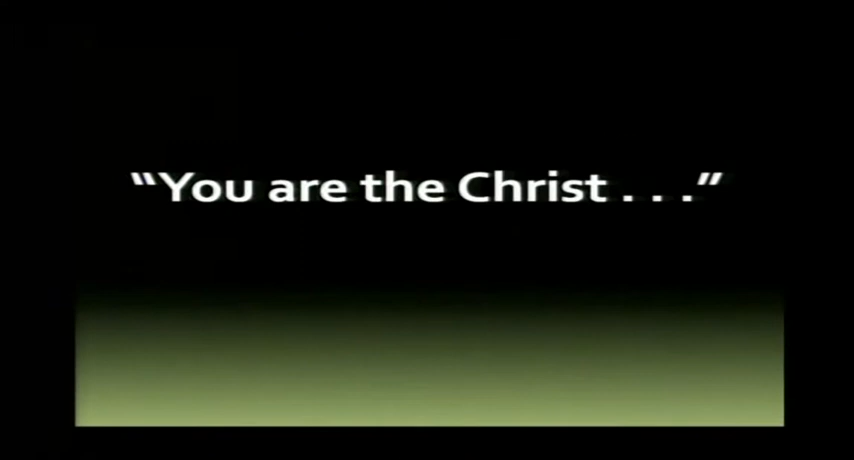 “You are the Christ . . .”